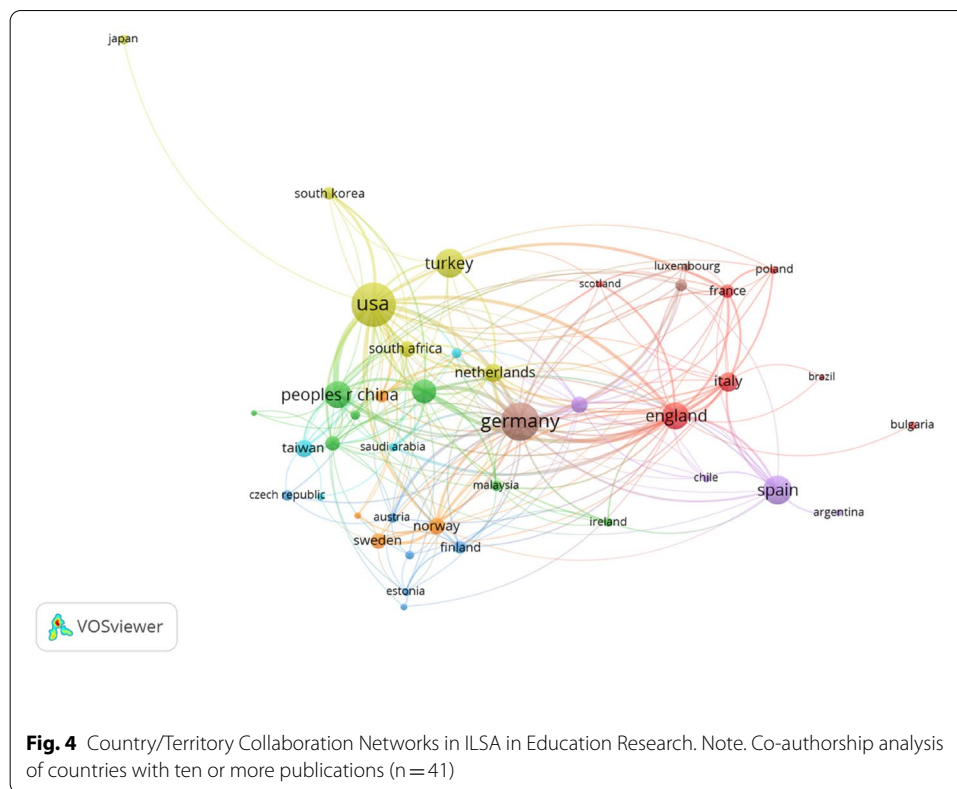 japan
south korea
turkey
luxembourg
poland
scotland
france
usa
south africa
netherlands
italy
brazil
peoples r china
germany
england
bulgaria
taiwan
saudi arabia
malaysia
chile
spain
czech republic
argentina
austria
norway
ireland
sweden
finland
estonia
VOSviewer
Fig. 4 Country/Territory Collaboration Networks in ILSA in Education Research. Note. Co-authorship analysis
of countries with ten or more publications (n = 41)